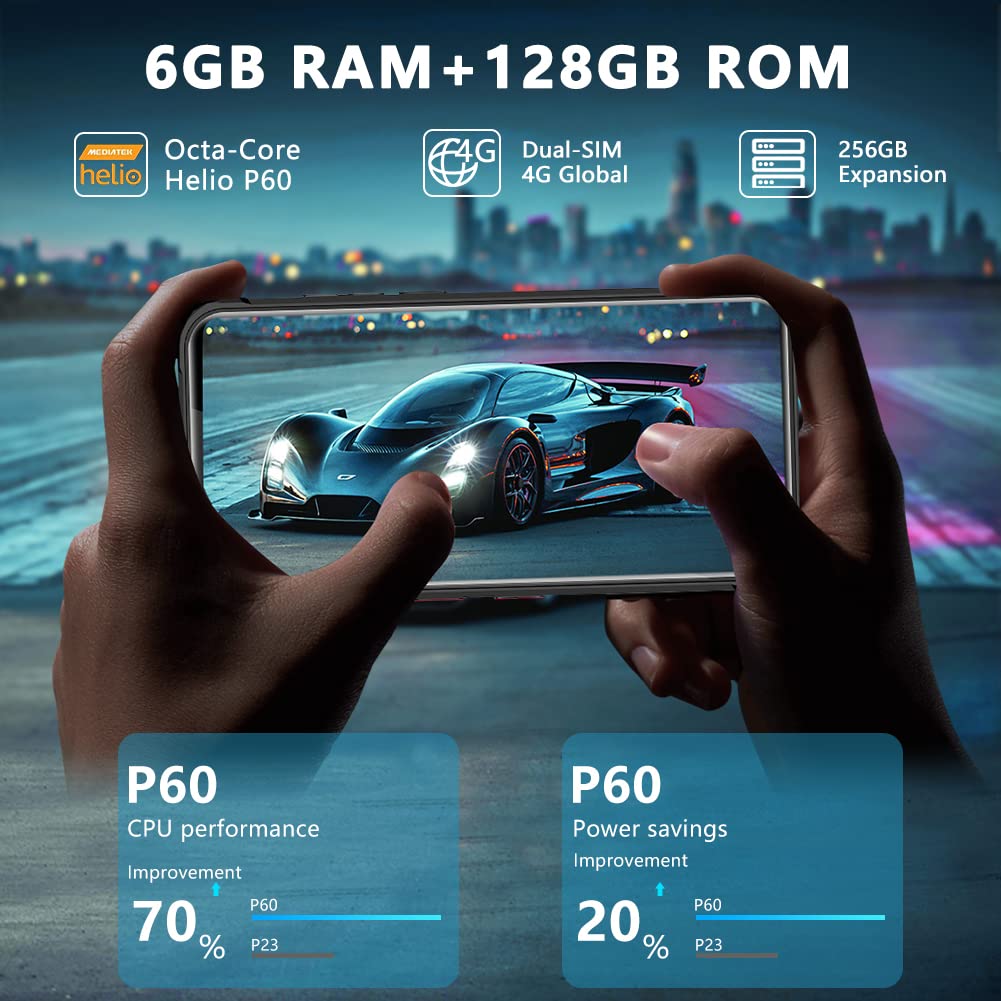 6GB RAM+128GB ROM
MEDIATEK
helio
Octa-Core
Helio P60
4G
Dual-SIM
4G Global
256GB
Expansion
P60
CPU performance
Improvement
70%
P60
P23
P60
Power savings
Improvement
20%
P60
P23